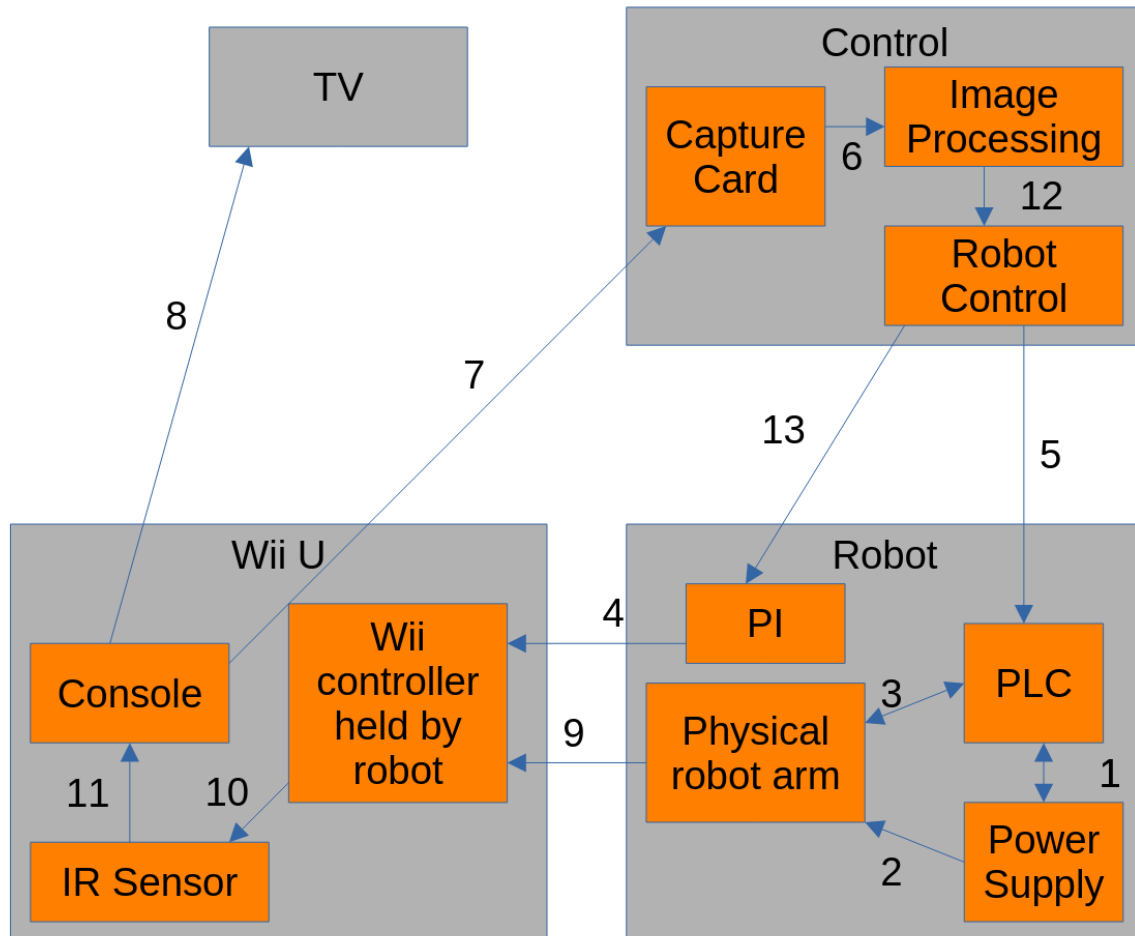 TV
Control
Capture
Card
6
Image
Processing
12
Robot
Control
8
7
13
5
Wii U
Console
Wii
controller
held by
robot
11
10
IR Sensor
4
9
Robot
PI
PLC
3
Physical
robot arm
1
2
Power
Supply